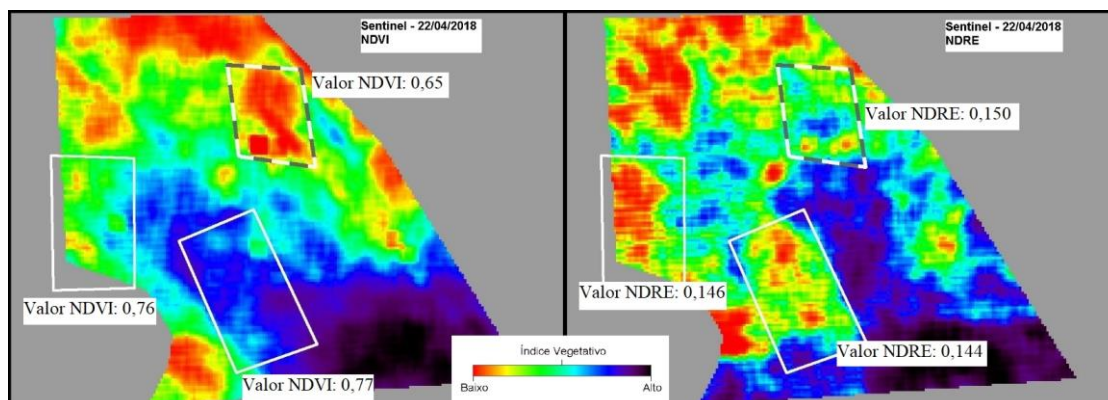 Sentinel - 22/04/2018
NDVI
Valor NDVI: 0,65
Valor NDVI: 0,76
Valor NDVI: 0,77
Sentinel - 22/04/2018
NDRE
Valor NDRE: 0,150
Valor NDRE: 0,146
Valor NDRE: 0,144
Índice Vegetativo
Baixo
Alto